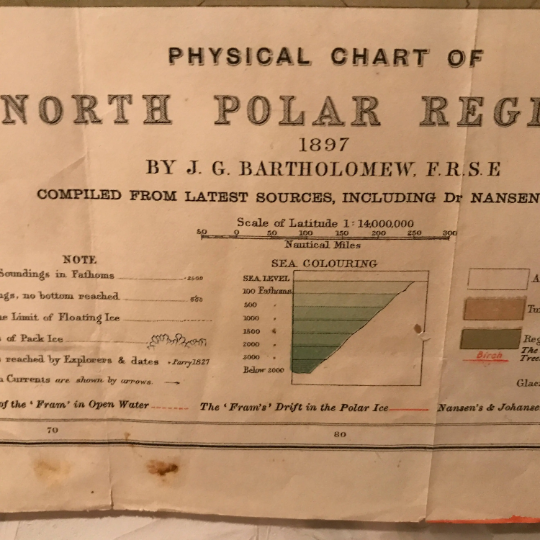 PHYSICAL CHART OF
NORTH POLAR
1897
BY J. G. BARTHOLOMEW, F.R.S.E
COMPILED FROM LATEST SOURCES, INCLUDING Dr NANSEN
Scale of Latitude 1:14,000,000
50 0 50 100 150 200 250 300
Nautical Miles
NOTE
Soundings in Fathoms
no bottom reached
Limit of Floating Ice
of Pack Ice
reached by Explorers & dates Parry 1827
Currents are shown by arrows.
SEA COLOURING
SEA LEVEL
100 Fathoms
500 "
1000 "
1500 "
2000 "
Below 3000
Birch
of the 'Fram' in Open Water
The 'Fram's' Drift in the Polar Ice
Nansen's &
70
80